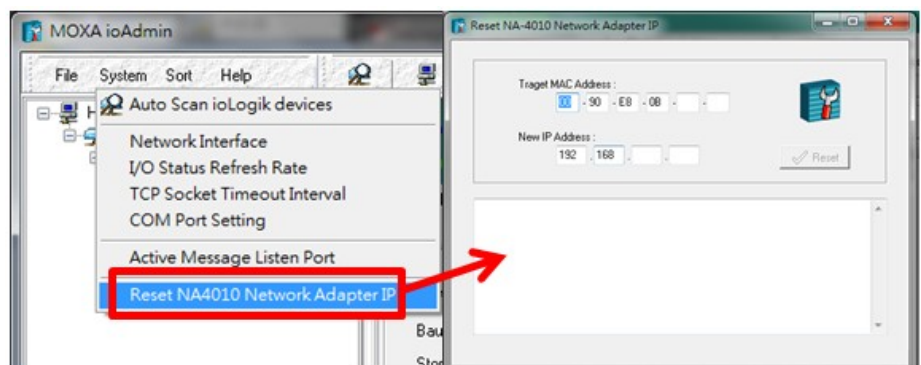 MOXA ioAdmin
File System Sort Help
Auto Scan ioLogik devices
Network Interface
I/O Status Refresh Rate
TCP Socket Timeout Interval
COM Port Setting
Active Message Listen Port
Reset NA4010 Network Adapter IP
Reset NA-4010 Network Adapter IP
Traget MAC Address :
00 - 90 - E8 - 0B - -
New IP Address :
192 . 168 . .
Reset